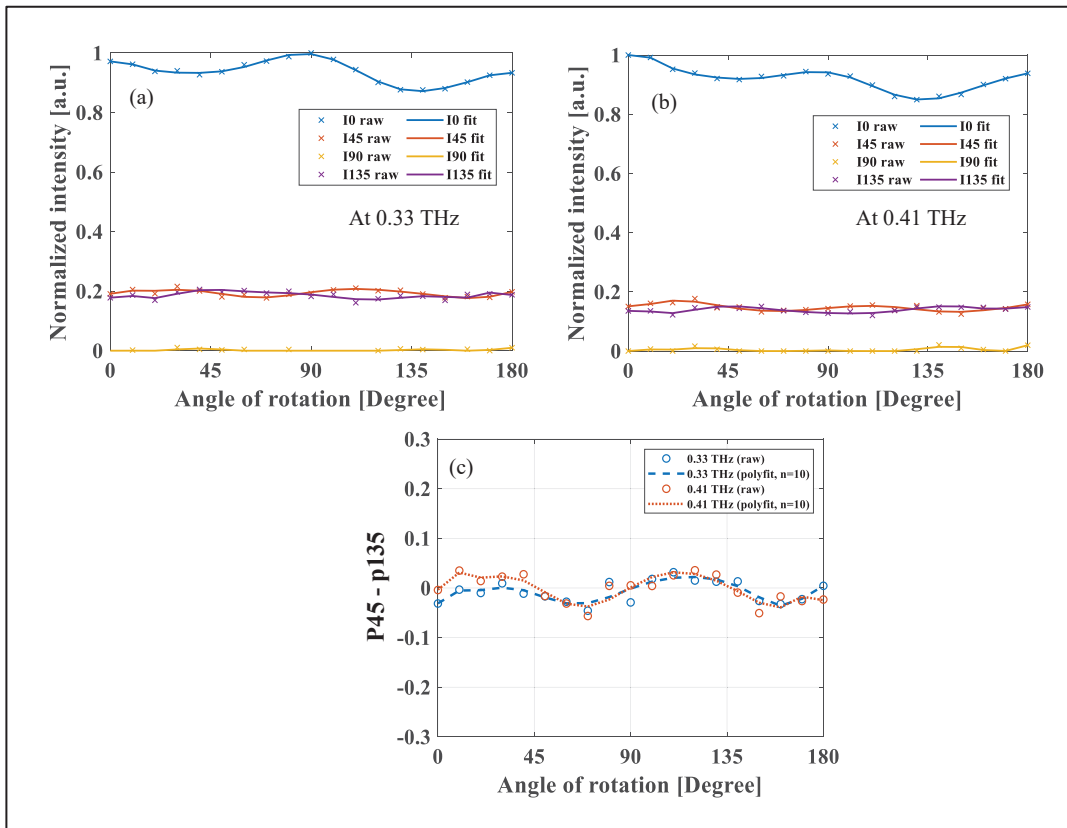 (a)
Normalized intensity [a.u.]
1
0.8
0.6
0.4
0.2
0
I0 raw I0 fit
I45 raw I45 fit
I90 raw I90 fit
I135 raw I135 fit
At 0.33 THz
0 45 90 135 180
Angle of rotation [Degree]
(b)
Normalized intensity [a.u.]
1
0.8
0.6
0.4
0.2
0
I0 raw I0 fit
I45 raw I45 fit
I90 raw I90 fit
I135 raw I135 fit
At 0.41 THz
0 45 90 135 180
Angle of rotation [Degree]
(c)
P45 - p135
0.3
0.2
0.1
0
-0.1
-0.2
-0.3
0.33 THz (raw)
0.33 THz (polyfit, n=10)
0.41 THz (raw)
0.41 THz (polyfit, n=10)
0 45 90 135 180
Angle of rotation [Degree]